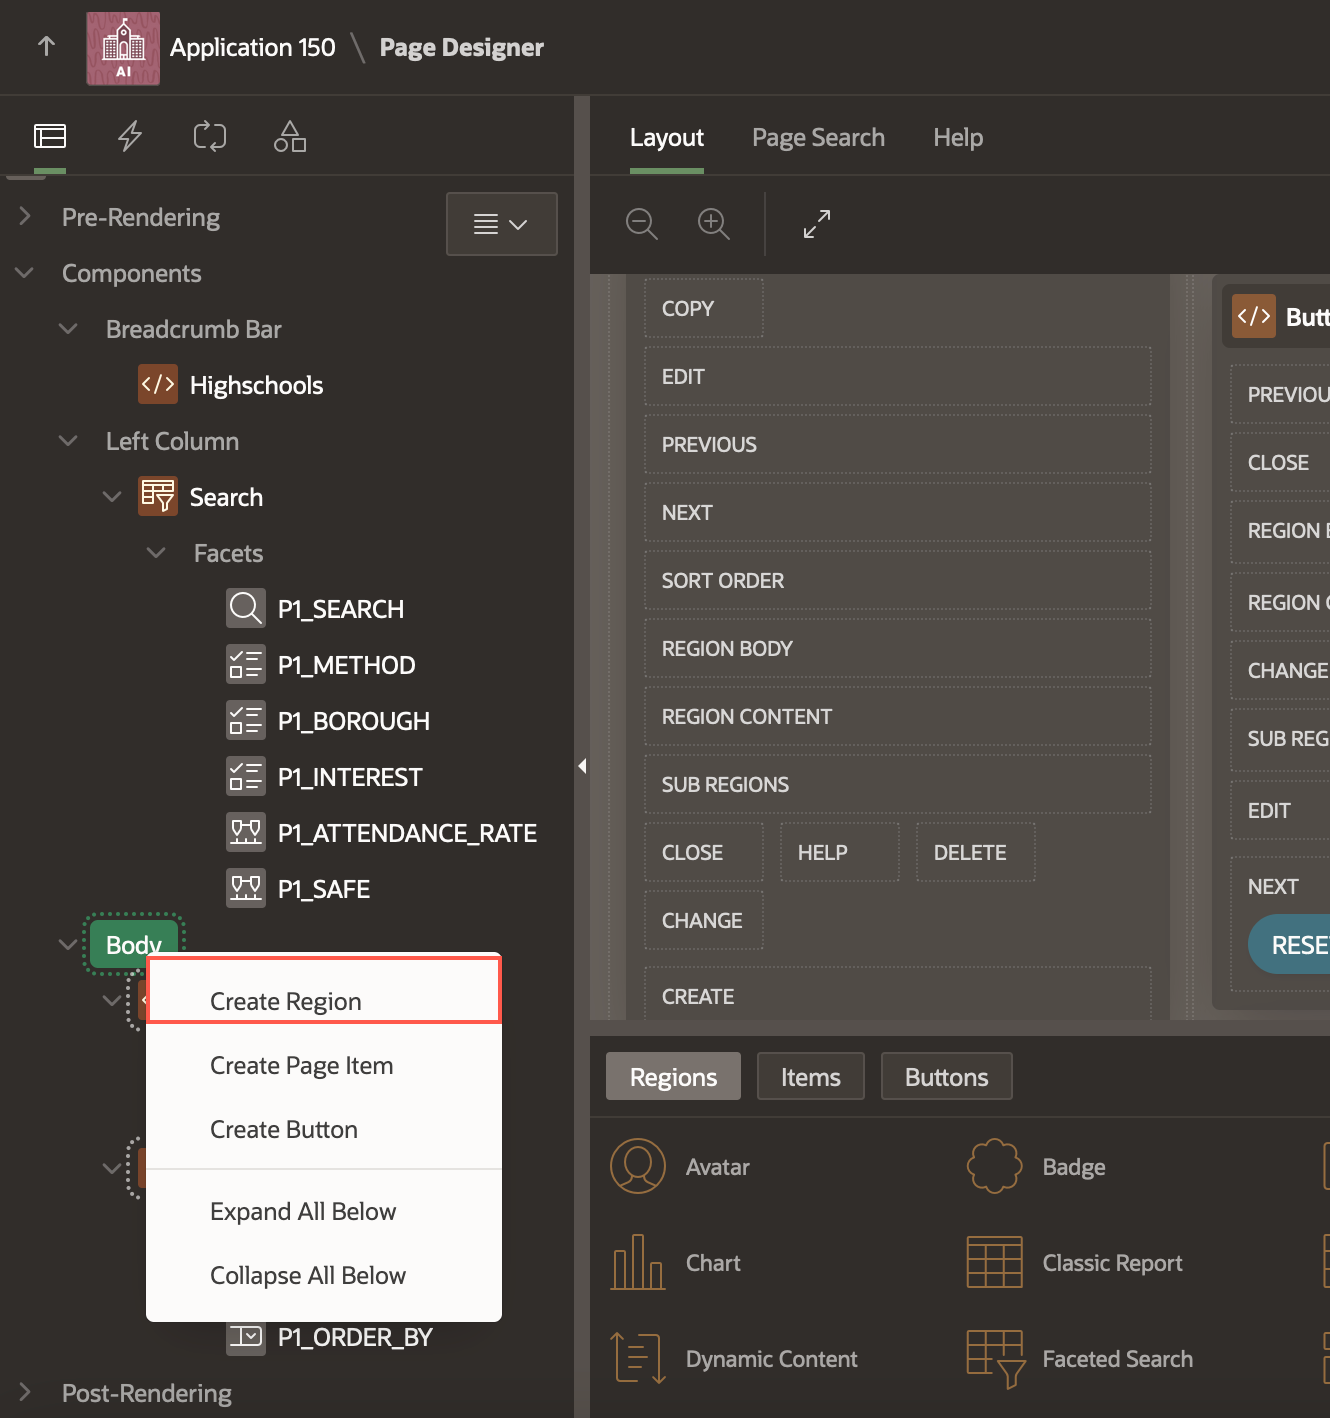 AI
Application 150 \ Page Designer
Layout
Page Search
Help
Pre-Rendering
Components
Breadcrumb Bar
</> Highschools
Left Column
Search
Facets
P1_SEARCH
P1_METHOD
P1_BOROUGH
P1_INTEREST
P1_ATTENDANCE_RATE
P1_SAFE
Body
Create Region
Create Page Item
Create Button
Expand All Below
Collapse All Below
P1_ORDER_BY
Post-Rendering
COPY
EDIT
PREVIOUS
NEXT
SORT ORDER
REGION BODY
REGION CONTENT
SUB REGIONS
CLOSE HELP DELETE
CHANGE
CREATE
</> Butt
PREVIOU
CLOSE
REGION
REGION
CHANGE
SUB REG
EDIT
NEXT
RESE
Regions Items Buttons
Avatar Badge
Chart Classic Report
Dynamic Content Faceted Search